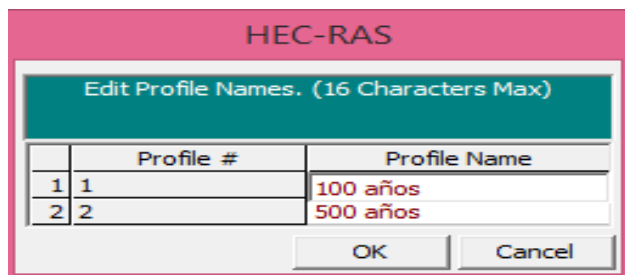 HEC-RAS
Edit Profile Names. (16 Characters Max)
Profile # Profile Name
1 1 100 años
2 2 500 años
OK Cancel